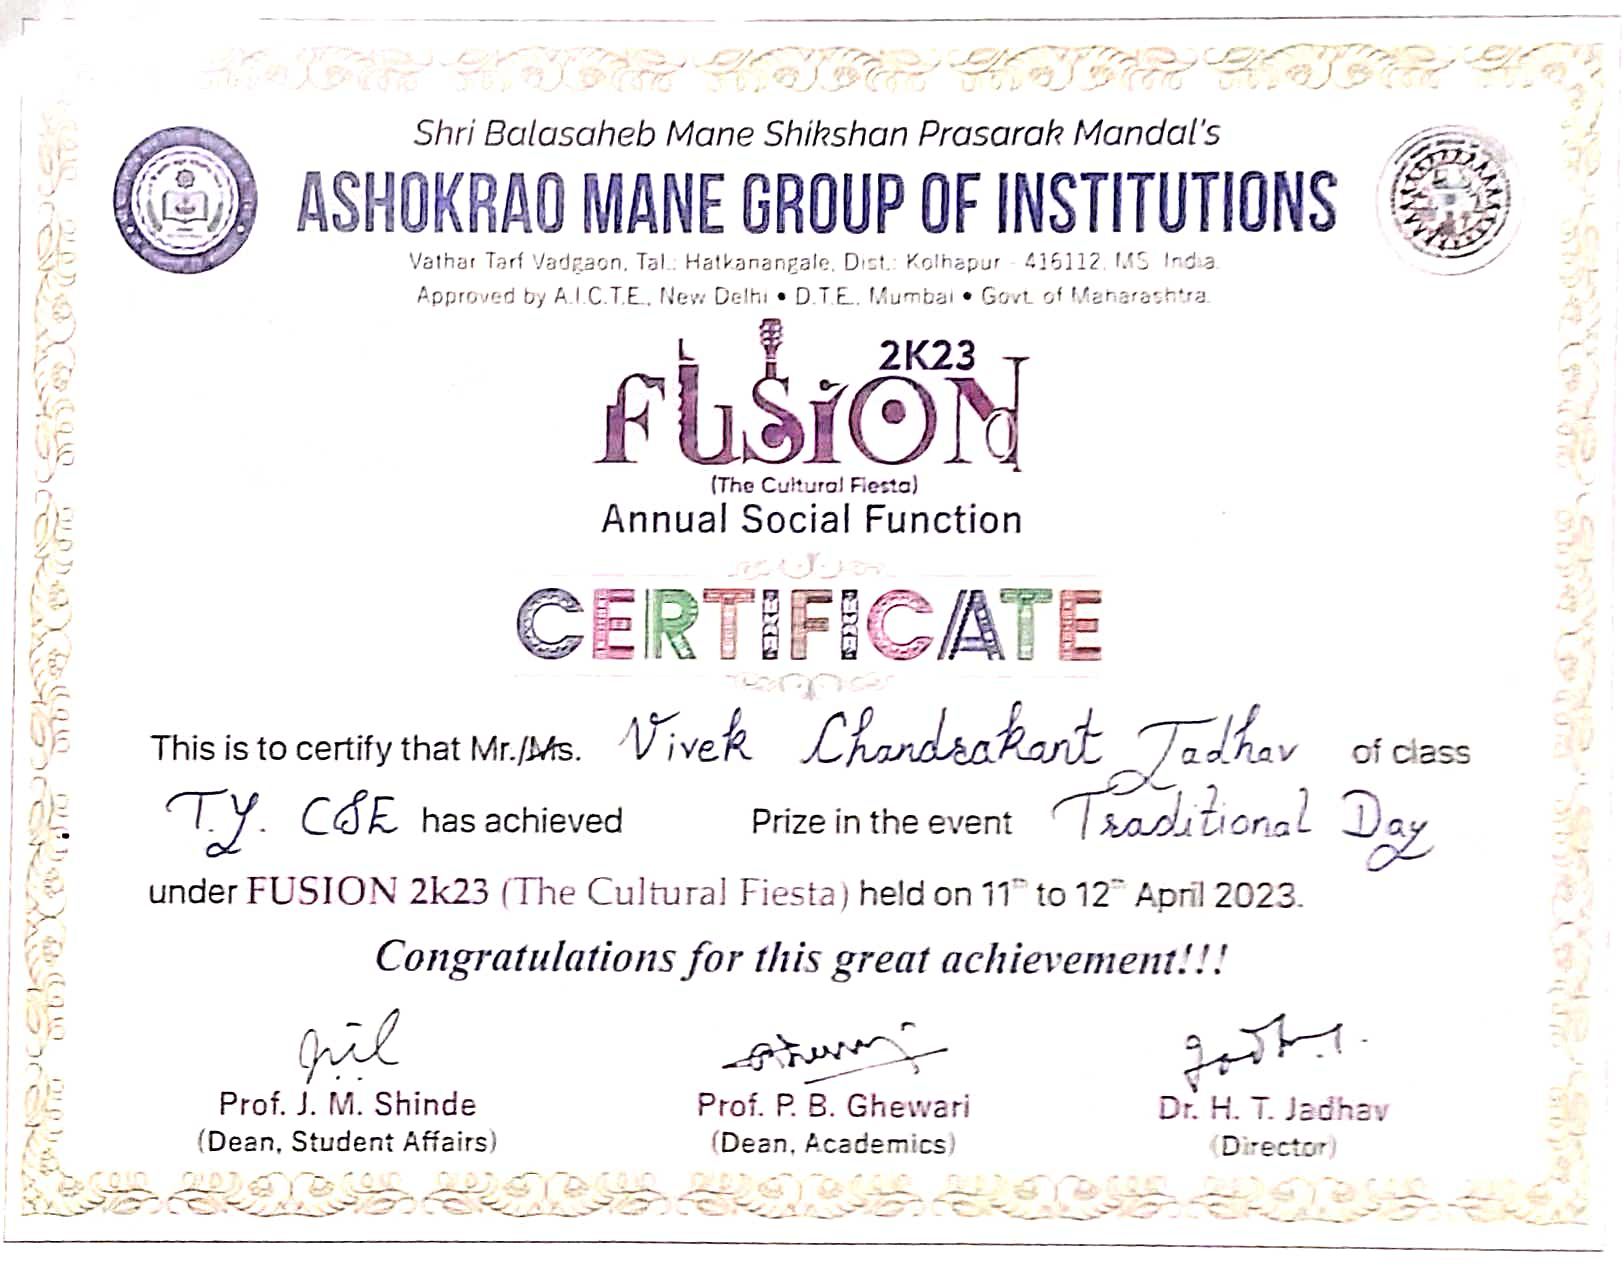 Shri Balasaheb Mane Shikshan Prasarak Mandal's
ASHOKRAO MANE GROUP OF INSTITUTIONS
Vathar Tarf Vadgaon, Tal.: Hatkanangale, Dist.: Kolhapur - 416112, MS India.
Approved by A.I.C.T.E., New Delhi • D.T.E. Mumbai • Govt. of Maharashtra.
2K23
FUSION
(The Cultural Fiesta)
Annual Social Function
CERTIFICATE
This is to certify that Mr./Ms. Vivek Chandrakant Jadhav of class
T.Y. CSE has achieved Prize in the event Traditional Day
under FUSION 2k23 (The Cultural Fiesta) held on 11th to 12th April 2023.
Congratulations for this great achievement!!!
Prof. J. M. Shinde Prof. P. B. Ghewari Dr. H. T. Jadhav
(Dean, Student Affairs) (Dean, Academics) (Director)